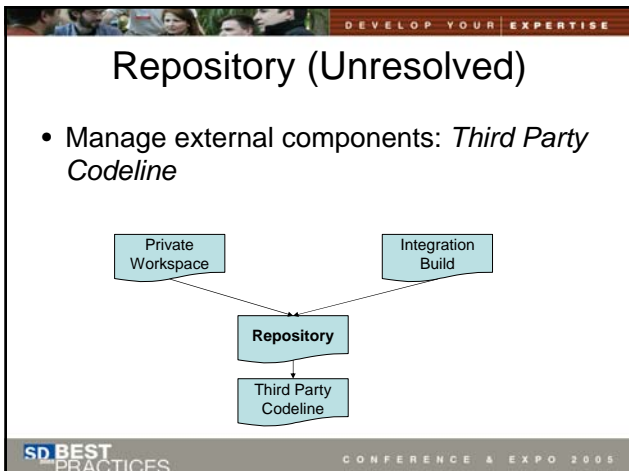 DEVELOP YOUR EXPERTISE
Repository (Unresolved)
• Manage external components: Third Party
Codeline
Private
Workspace
Integration
Build
Repository
Third Party
Codeline
SD BEST
PRACTICES
CONFERENCE & EXPO 2005